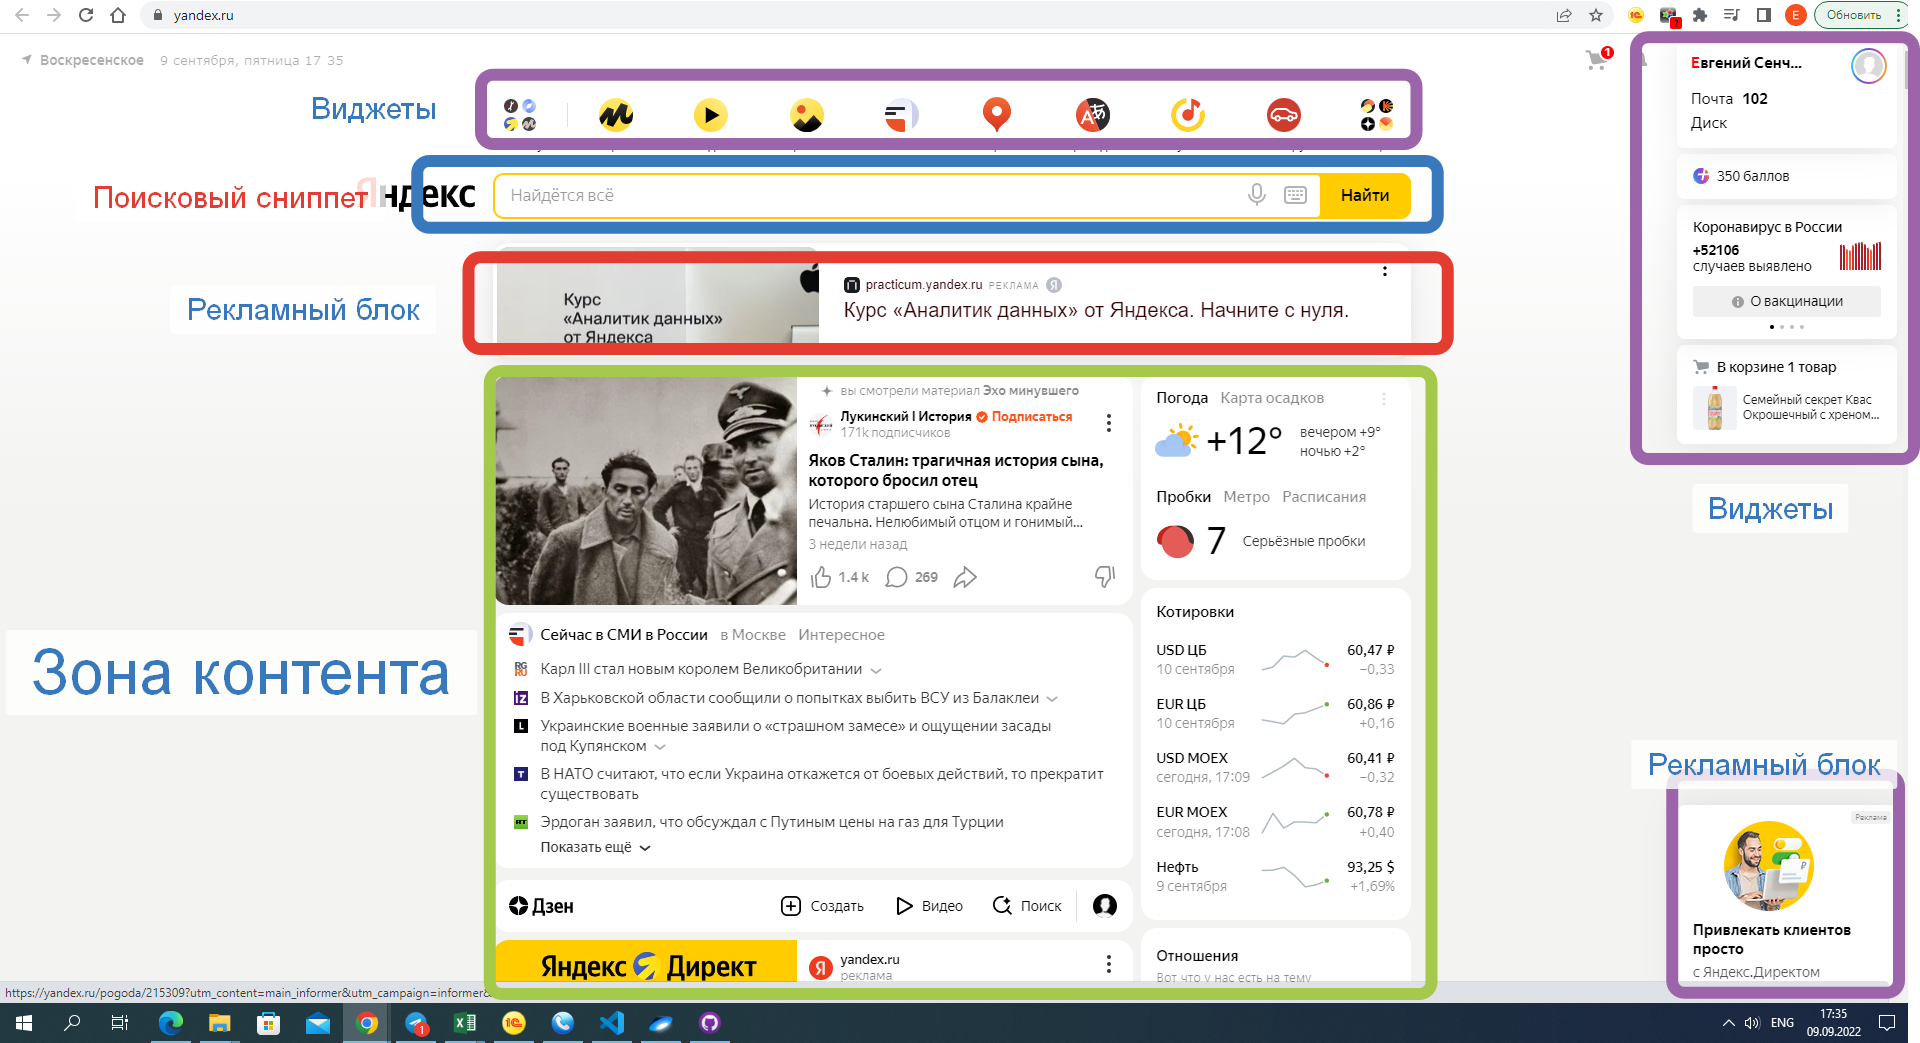 yandex.ru
Обновить
Воскресенское 9 сентября, пятница 17 35
1
Виджеты
Поисковый сниппет
Яндекс
Найдётся всё
Найти
Рекламный блок
Курс
«Аналитик данных»
от Яндекса
practicum.yandex.ru РЕКЛАМА Я
Курс «Аналитик данных» от Яндекса. Начните с нуля.
Зона контента
вы смотрели материал Эхо минувшего
Лукинский I История Подписаться
171k подписчиков
Яков Сталин: трагичная история сына,
которого бросил отец
История старшего сына Сталина крайне
печальна. Нелюбимый отцом и гонимый...
3 недели назад
1.4 k 269
Сейчас в СМИ в России в Москве Интересное
Карл III стал новым королем Великобритании
В Харьковской области сообщили о попытках выбить ВСУ из Балаклеи
Украинские военные заявили о «страшном замесе» и ощущении засады
под Купянском
В НАТО считают, что если Украина откажется от боевых действий, то прекратит
существовать
Эрдоган заявил, что обсуждал с Путиным цены на газ для Турции
Показать ещё
Дзен Создать Видео Поиск
Яндекс Директ
Я yandex.ru
реклама
Погода Карта осадков
+12° вечером +9°
ночью +2°
Пробки Метро Расписания
7 Серьёзные пробки
Котировки
USD ЦБ 60,47 ₽
10 сентября −0,33
EUR ЦБ 60,86 ₽
10 сентября +0,16
USD MOEX 60,41 ₽
сегодня, 17:09 −0,32
EUR MOEX 60,78 ₽
сегодня, 17:08 +0,40
Нефть 93,25 $
9 сентября +1,69%
Отношения
Вот что у нас есть на тему
Евгений Сенч...
Почта 102
Диск
350 баллов
Коронавирус в России
+52106
случаев выявлено
О вакцинации
В корзине 1 товар
Семейный секрет Квас
Окрошечный с хреном...
Виджеты
Рекламный блок
Реклама
Привлекать клиентов
просто
с Яндекс.Директом
https://yandex.ru/pogoda/215309?utm_content=main_informer&utm_campaign=informer&
ENG
17:35
09.09.2022